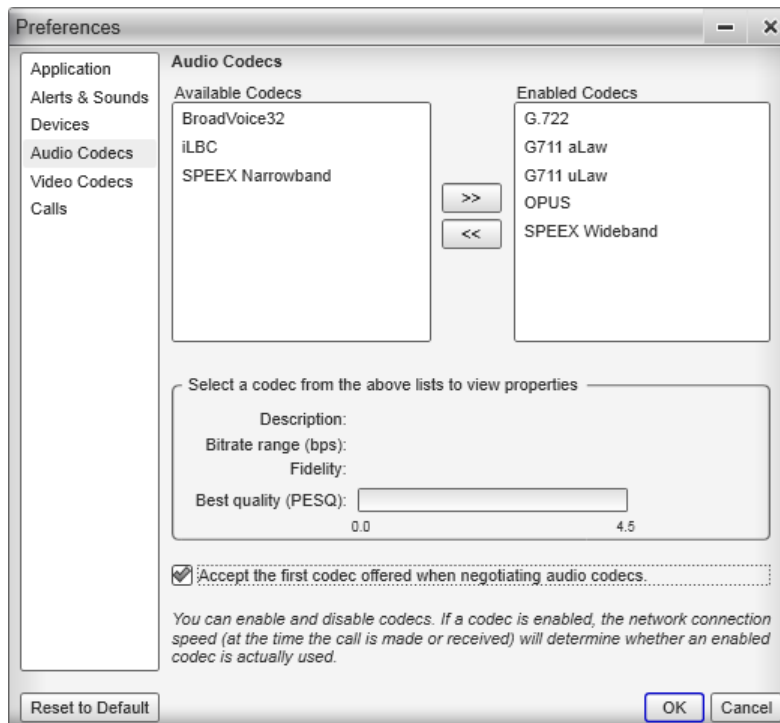 Preferences
Application
Alerts & Sounds
Devices
Audio Codecs
Video Codecs
Calls
Audio Codecs
Available Codecs
BroadVoice32
iLBC
SPEEX Narrowband
>>
<<
Enabled Codecs
G.722
G711 aLaw
G711 uLaw
OPUS
SPEEX Wideband
Select a codec from the above lists to view properties
Description:
Bitrate range (bps):
Fidelity:
Best quality (PESQ):
0.0 4.5
Accept the first codec offered when negotiating audio codecs.
You can enable and disable codecs. If a codec is enabled, the network connection
speed (at the time the call is made or received) will determine whether an enabled
codec is actually used.
Reset to Default
OK
Cancel